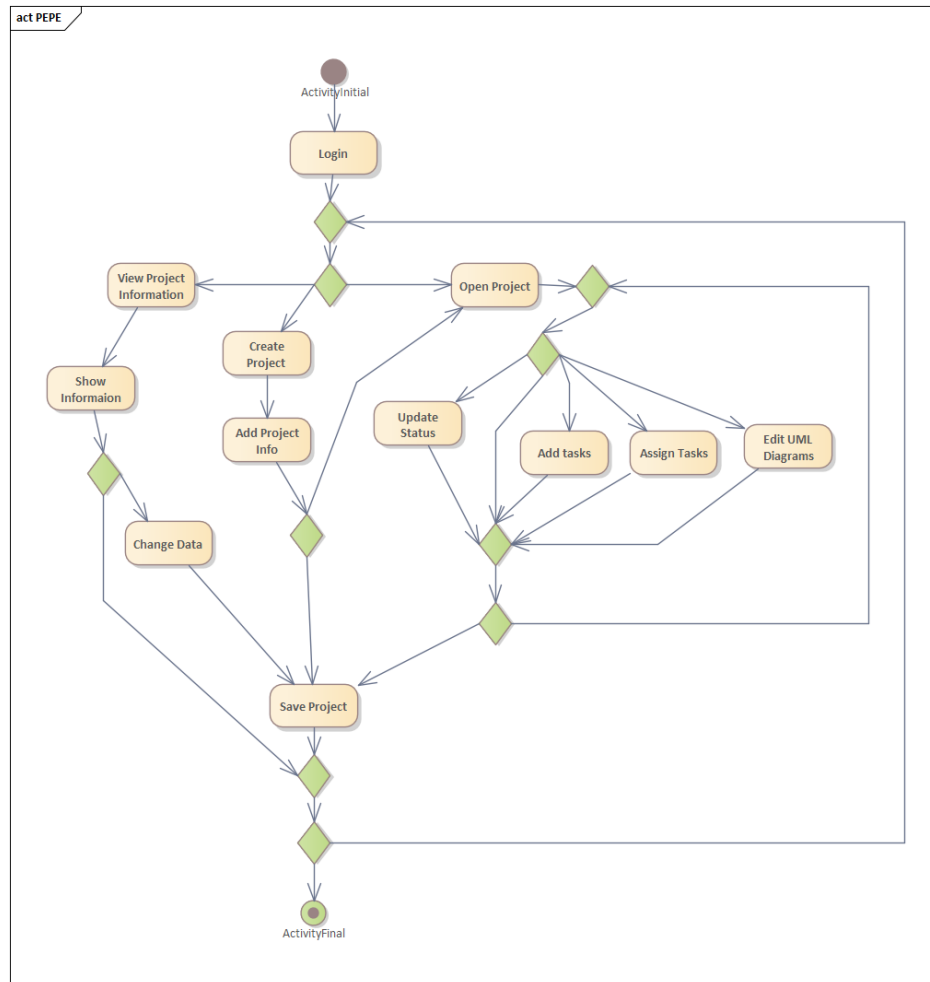 act PEPE
ActivityInitial
Login
View Project
Information
Open Project
Create
Project
Show
Informaion
Update
Status
Add Project
Info
Add tasks
Assign Tasks
Edit UML
Diagrams
Change Data
Save Project
ActivityFinal